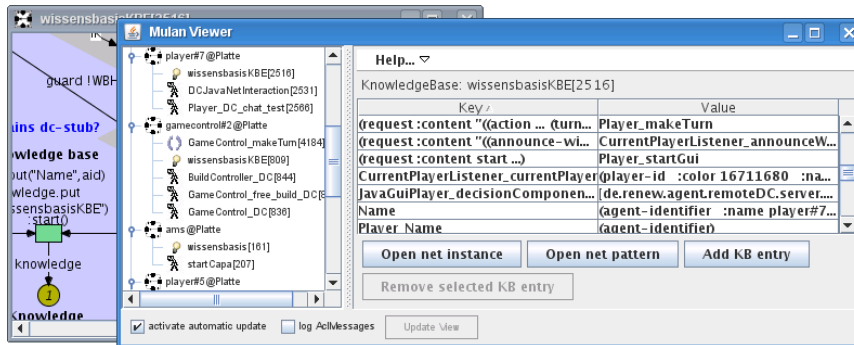 wissensbasisKBE[2516]
guard !WBH
ains dc-stub?
owledge base
out("Name",aid)
wledge.put
ssensbasisKBE")
:start()
knowledge
1
Knowledge
Mulan Viewer
player#7@Platte
wissensbasisKBE[2516]
DCJavaNetInteraction[2531]
Player_DC_chat_test[2566]
gamecontrol#2@Platte
GameControl_makeTurn[4184]
wissensbasisKBE[809]
BuildController_DC[844]
GameControl_free_build_DC[8
GameControl_DC[836]
ams@Platte
wissensbasis[161]
startCapa[207]
player#5@Platte
Help...
KnowledgeBase: wissensbasisKBE[2516]
Key Value
(request :content "((action ... (turn... Player_makeTurn
(request :content "((announce-wi... CurrentPlayerListener_announceW...
(request :content start ...) Player_startGui
CurrentPlayerListener_currentPlayer (player-id :color 16711680 :na...
JavaGuiPlayer_decisionComponen... [de.renew.agent.remoteDC.server....
Name (agent-identifier :name player#7...
Player_Name (agent-identifier)
Open net instance Open net pattern Add KB entry
Remove selected KB entry
activate automatic update log AclMessages Update View